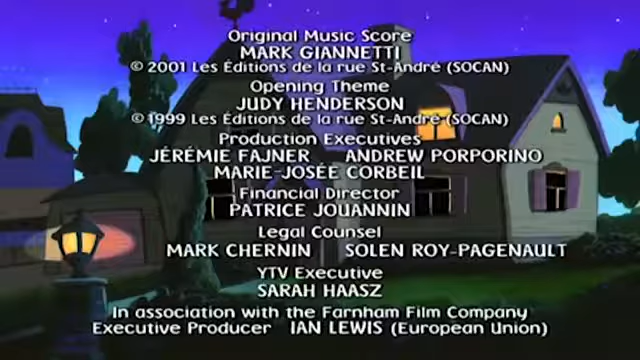 Original Music Score
MARK GIANNETTI
© 2001 Les Éditions de la rue St-André (SOCAN)
Opening Theme
JUDY HENDERSON
© 1999 Les Éditions de la rue St-André (SOCAN)
Production Executives
JÉRÉMIE FAJNER ANDREW PORPORINO
MARIE-JOSÉE CORBEIL
Financial Director
PATRICE JOUANNIN
Legal Counsel
MARK CHERNIN SOLEN ROY-PAGENAULT
YTV Executive
SARAH HAASZ
In association with the Farnham Film Company
Executive Producer IAN LEWIS (European Union)